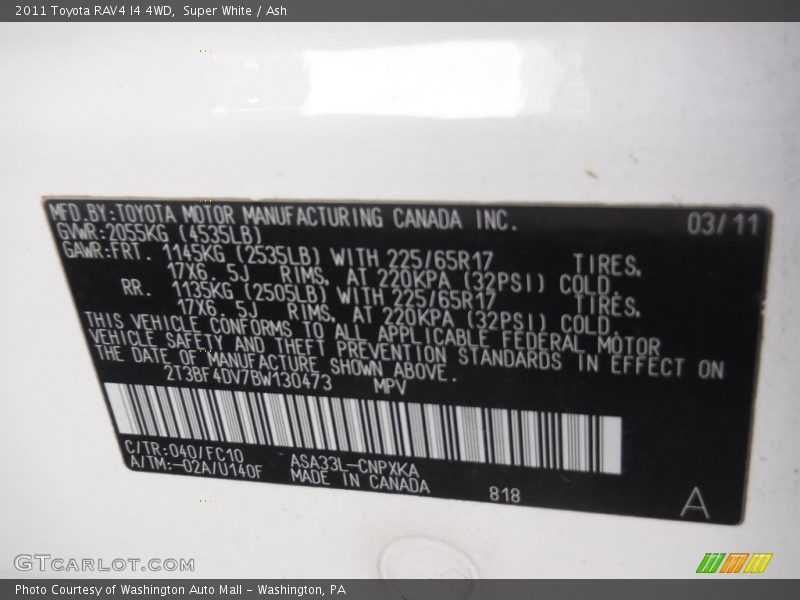 2011 Toyota RAV4 I4 4WD, Super White / Ash
MFD.BY:TOYOTA MOTOR MANUFACTURING CANADA INC. 03/11
GVWR:2055KG (4535LB)
GAWR:FRT. 1145KG (2535LB) WITH 225/65R17 TIRES,
17X6.5J RIMS, AT 220KPA (32PSI) COLD.
RR. 1135KG (2505LB) WITH 225/65R17 TIRES,
17X6.5J RIMS, AT 220KPA (32PSI) COLD.
THIS VEHICLE CONFORMS TO ALL APPLICABLE FEDERAL MOTOR
VEHICLE SAFETY AND THEFT PREVENTION STANDARDS IN EFFECT ON
THE DATE OF MANUFACTURE SHOWN ABOVE.
2T3BF4DV7BW130473 MPV
C/TR:040/FC10 ASA33L-CNPXKA
A/TM:-02A/U140F MADE IN CANADA 818 A
GTCARLOT.COM
Photo Courtesy of Washington Auto Mall - Washington, PA